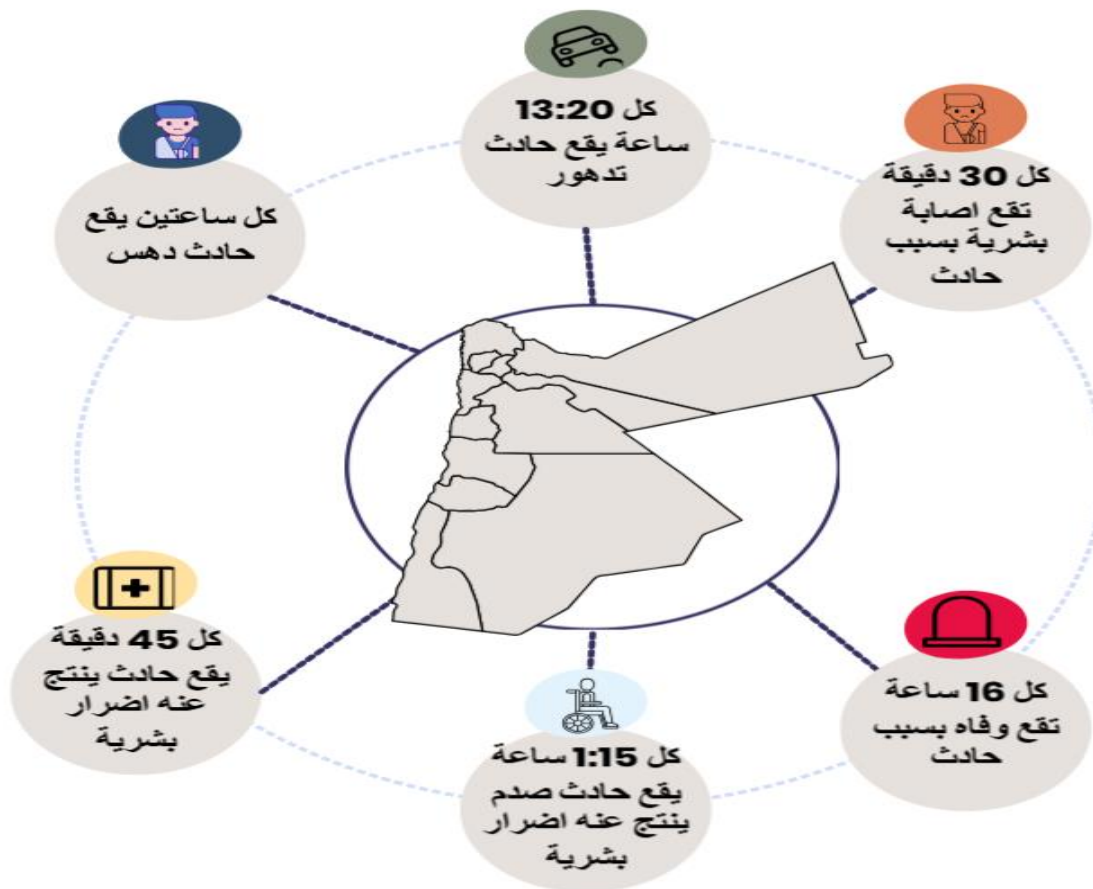 كل 13:20
ساعة يقع حادث
تدهور
كل 30 دقيقة
تقع اصابة
بشرية بسبب
حادث
كل ساعتين يقع
حادث دهس
كل 45 دقيقة
يقع حادث ينتج
عنه اضرار
بشرية
كل 16 ساعة
تقع وفاه بسبب
حادث
كل 1:15 ساعة
يقع حادث صدم
ينتج عنه اضرار
بشرية